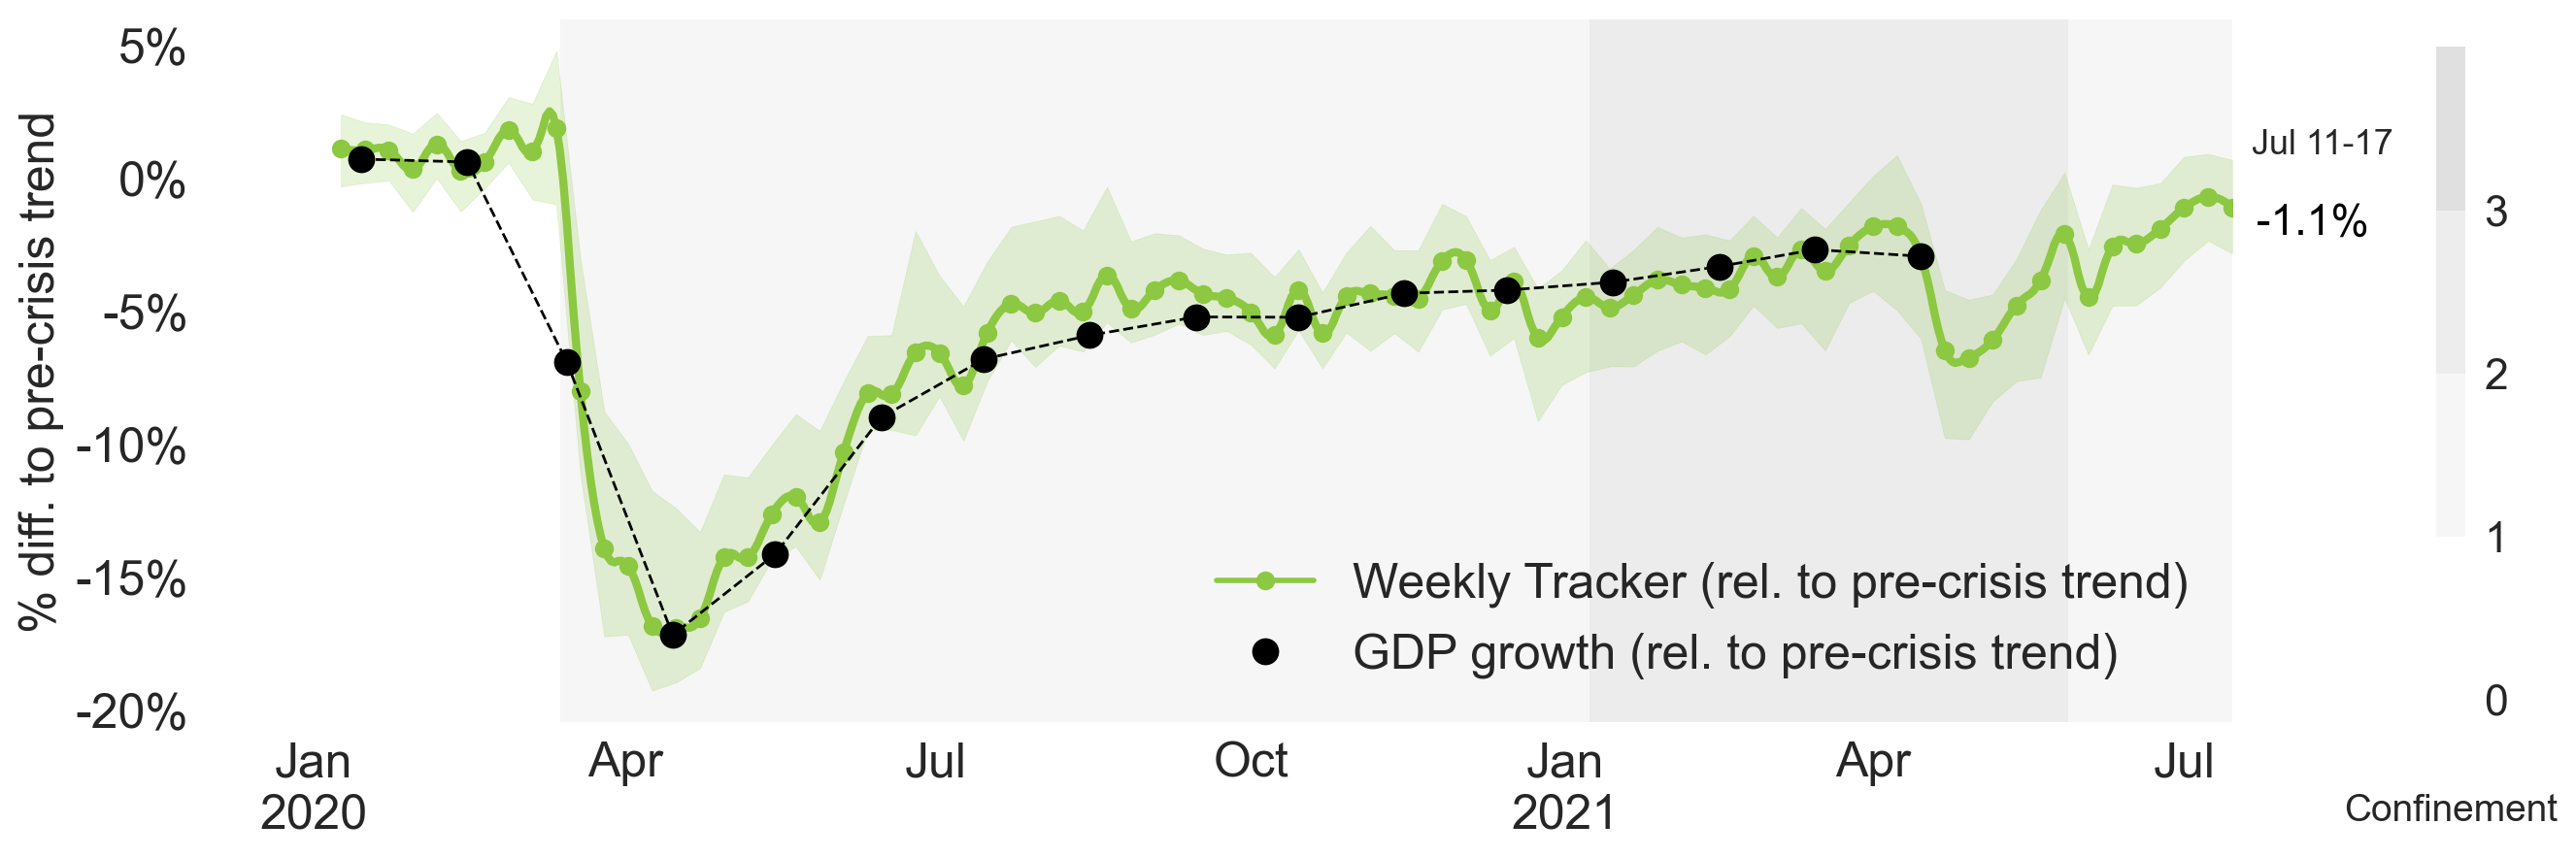 % diff. to pre-crisis trend
5%
0%
-5%
-10%
-15%
-20%
Jan
2020
Apr
Jul
Oct
Jan
2021
Apr
Jul
Weekly Tracker (rel. to pre-crisis trend)
GDP growth (rel. to pre-crisis trend)
Jul 11-17
-1.1%
3
2
1
0
Confinement